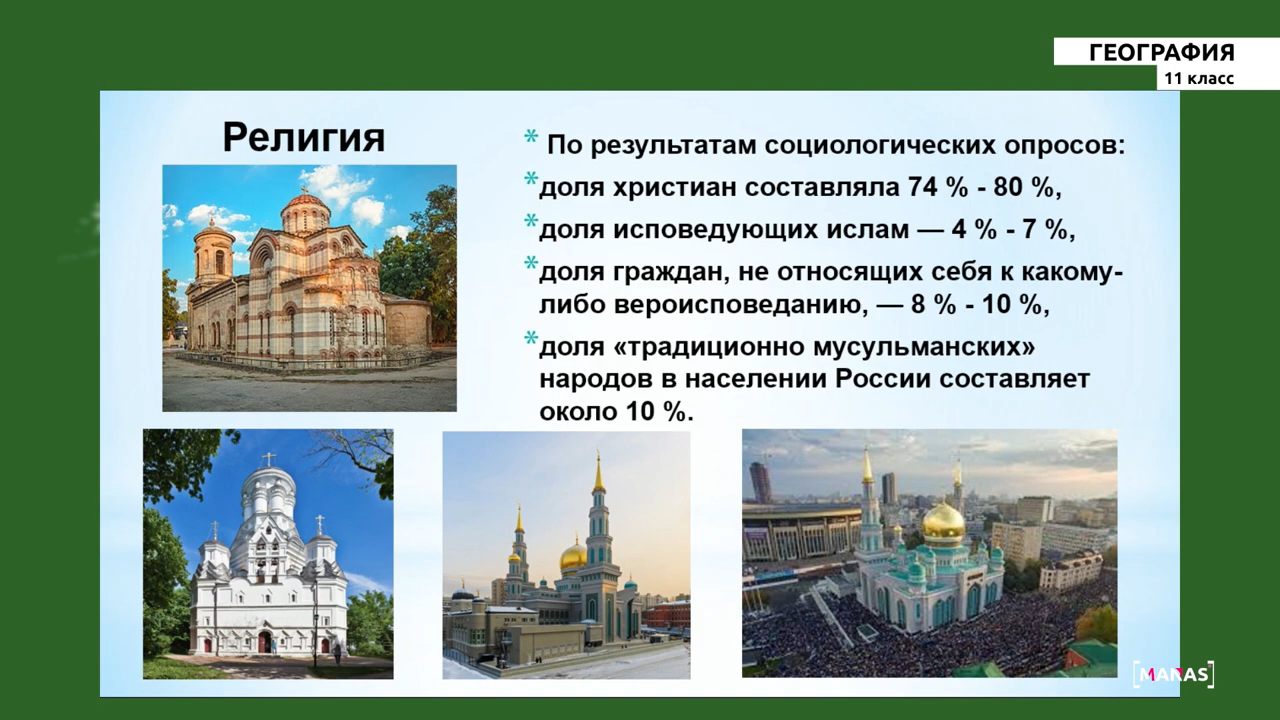 ГЕОГРАФИЯ
11 класс
Религия
* По результатам социологических опросов:
*доля христиан составляла 74 % - 80 %,
*доля исповедующих ислам — 4 % - 7 %,
*доля граждан, не относящих себя к какому-
либо вероисповеданию, — 8 % - 10 %,
*доля «традиционно мусульманских»
народов в населении России составляет
около 10 %.
[MANAS]